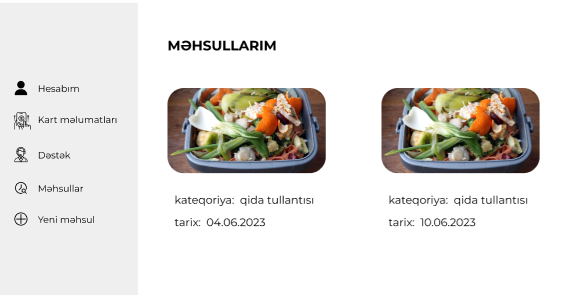 MƏHSULLARIM
Hesabım
Kart məlumatları
Dəstək
Məhsullar
Yeni məhsul
kateqoriya: qida tullantısı
tarix: 04.06.2023
kateqoriya: qida tullantısı
tarix: 10.06.2023